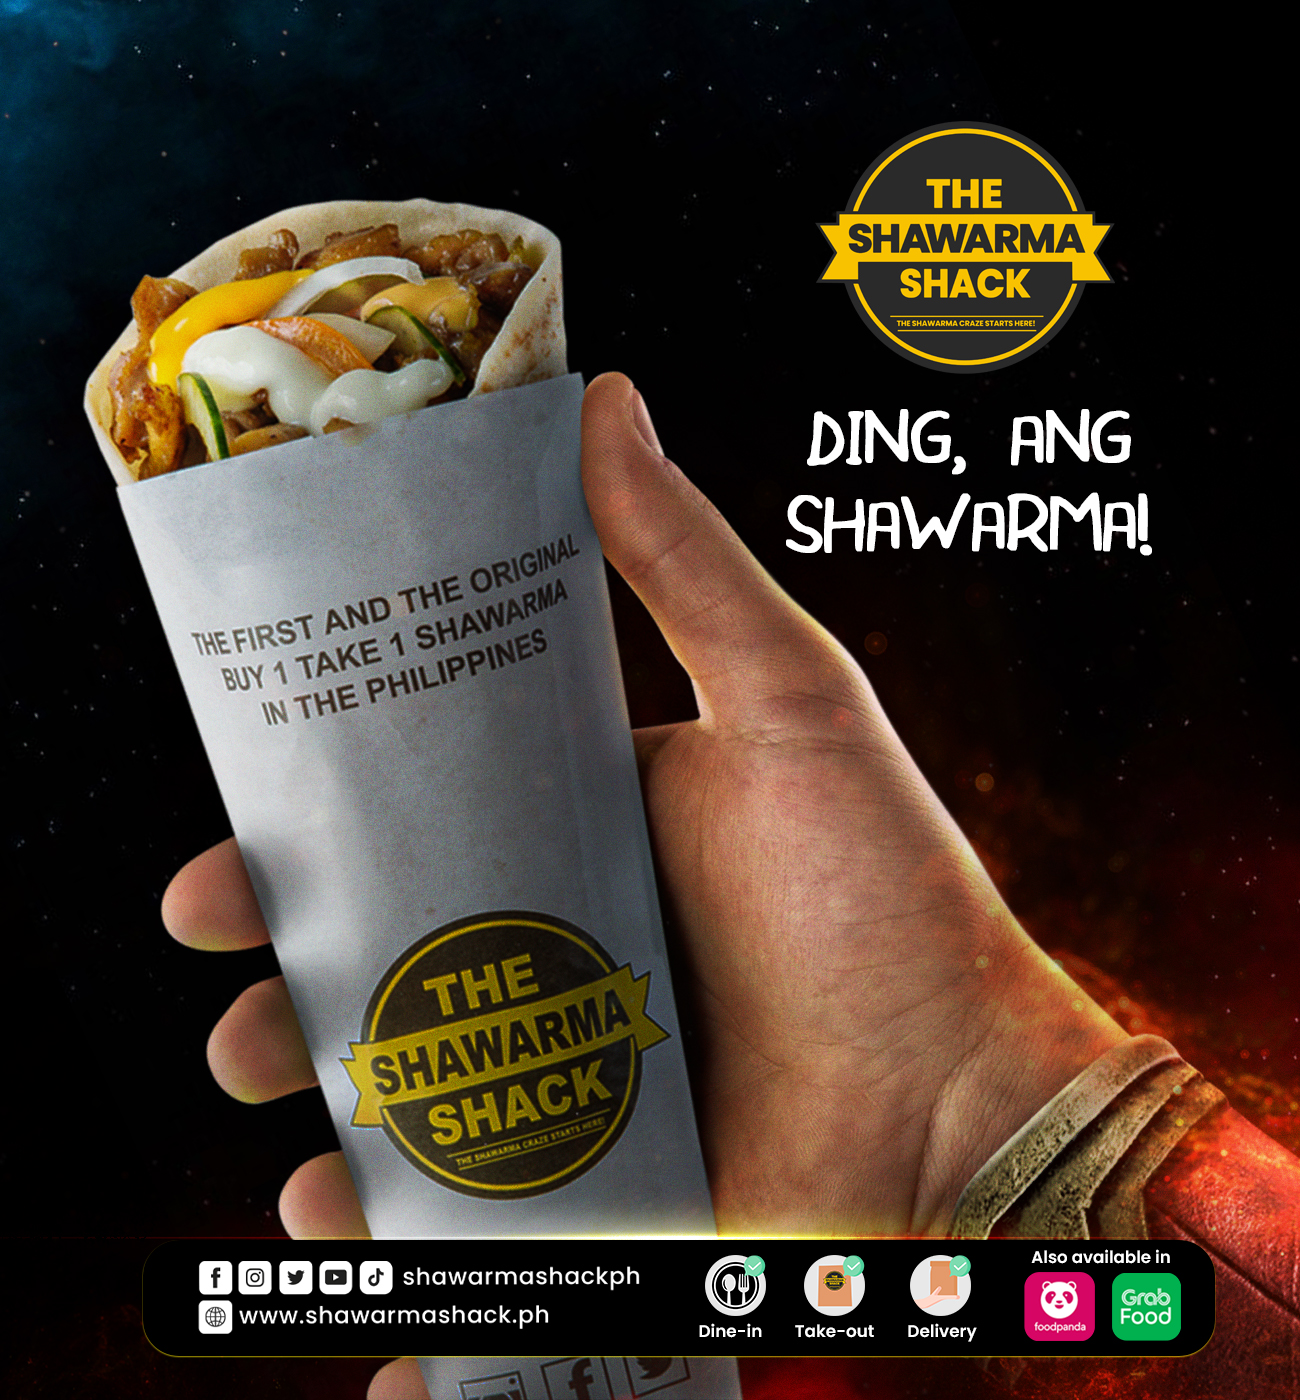 THE
SHAWARMA
SHACK
THE SHAWARMA CRAZE STARTS HERE!
DING, ANG
SHAWARMA!
THE FIRST AND THE ORIGINAL
BUY 1 TAKE 1 SHAWARMA
IN THE PHILIPPINES
THE
SHAWARMA
SHACK
THE SHAWARMA CRAZE STARTS HERE!
shawarmashackph
www.shawarmashack.ph
Dine-in
Take-out
Delivery
Also available in
foodpanda
Grab
Food